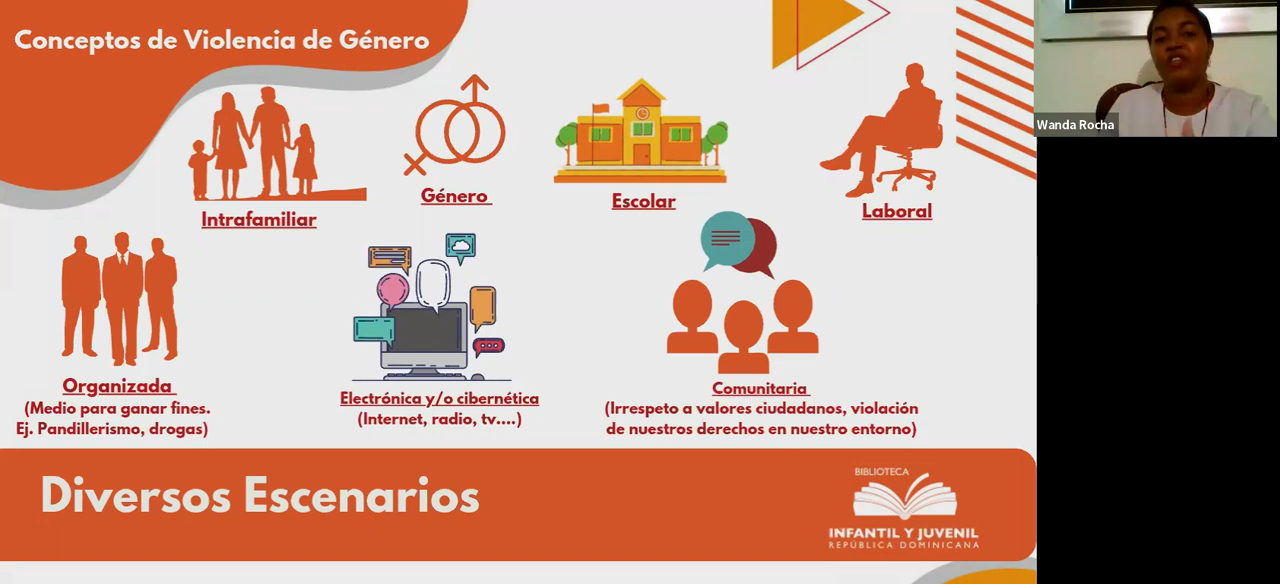 Conceptos de Violencia de Género
Wanda Rocha
Intrafamiliar
Género
Escolar
Laboral
Organizada
(Medio para ganar fines.
Ej. Pandillerismo, drogas)
Electrónica y/o cibernética
(Internet, radio, tv....)
Comunitaria
(Irrespeto a valores ciudadanos, violación
de nuestros derechos en nuestro entorno)
Diversos Escenarios
BIBLIOTECA
INFANTIL Y JUVENIL
REPÚBLICA DOMINICANA